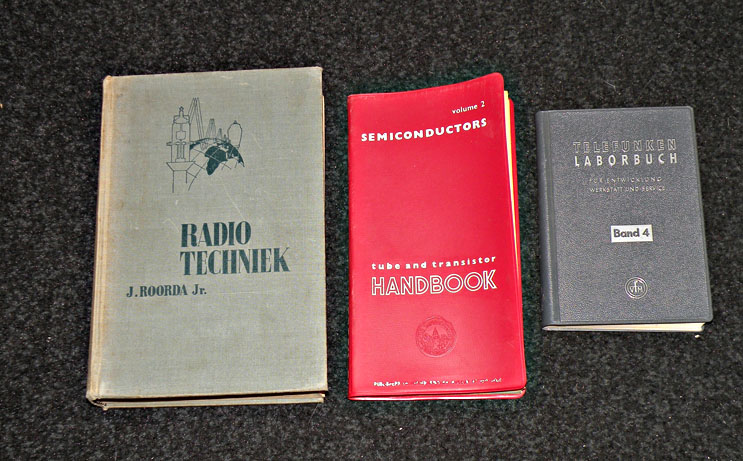 RADIO
TECHNIEK
J. ROORDA Jr.
volume 2
SEMICONDUCTORS
tube and transistor
HANDBOOK
TELEFUNKEN
LABORBUCH
FÜR ENTWICKLUNG
WERKSTATT UND SERVICE
Band 4